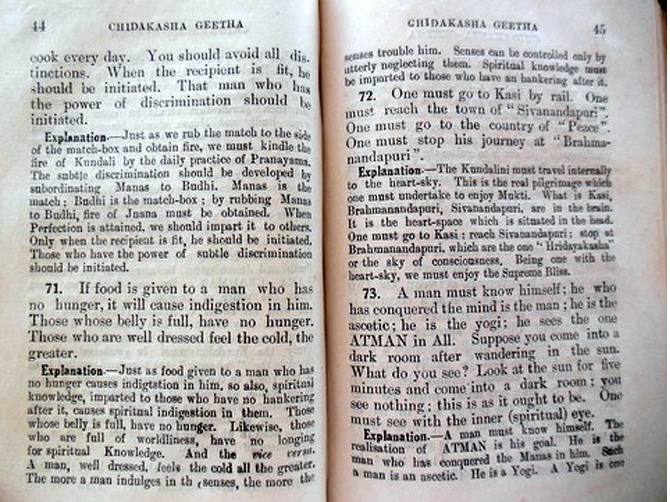 44 CHIDAKASHA GEETHA
cook every day. You should avoid all dis.
tinctions. When the recipient is fit, he
should be initiated. That man who has
the power of discrimination should be
initiated.
Explanation.—Just as we rub the match to the side
of the match-box and obtain fire, we must kindle the
fire of Kundali by the daily practice of Pranayama.
The subtle discrimination should be developed by
subordinating Manas to Budhi. Manas is the
match; Budhi is the match-box; by rubbing Manas
to Budhi, fire of Jnana must be obtained. When
Perfection is attained, we should impart it to others.
Only when the recipient is fit, he should be initiated.
Those who have the power of subtle discrimination
should be initiated.
71. If food is given to a man who has
no hunger, it will cause indigestion in him.
Those whose belly is full, have no hunger.
Those who are well dressed feel the cold, the
greater.
Explanation.—Just as food given to a man who has
no hunger causes indigtstion in him, so also, spiritual
knowledge, imparted to those who have no hankering
after it, causes spiritual indigestion in them. Those
whose belly is full, have no hunger. Likewise, those
who are full of worldliness, have no longing
for spiritual Knowledge. And the vice versa.
A man, well dressed, feels the cold all the greater.
The more a man indulges in th senses, the more the
CHIDAKASHA GEETHA 45
senses trouble him. Senses can be controlled only by
utterly neglecting them. Spiritual knowledge must
be imparted to those who have an hankering after it.
72. One must go to Kasi by rail. One
must reach the town of "Sivanandapuri".
One must go to the country of "Peace".
One must stop his journey at "Brahma-
nandapuri".
Explanation.—The Kundalini must travel internally
to the heart-sky. This is the real pilgrimage which
one must undertake to enjoy Mukti. What is Kasi,
Brahmanandapuri, Sivanandapuri, are in the brain.
It is the heart-space which is situated in the head.
One must go to Kasi; reach Sivanandapuri; stop at
Brahmanandapuri, which are the one "Hridayakasha"
or the sky of consciousness. Being one with the
heart-sky, we must enjoy the Supreme Bliss.
73. A man must know himself; he who
has conquered the mind is the man; he is the
ascetic; he is the yogi; he sees the one
ATMAN in All. Suppose you come into a
dark room after wandering in the sun.
What do you see? Look at the sun for five
minutes and come into a dark room; you
see nothing; this is as it ought to be. One
must see with the inner (spiritual) eye.
Explanation.—A man must know himself. The
realisation of ATMAN is his goal. He is the
man who has conquered the Manas in him. Such
a man is an ascetic. He is a Yogi. A Yogi is one